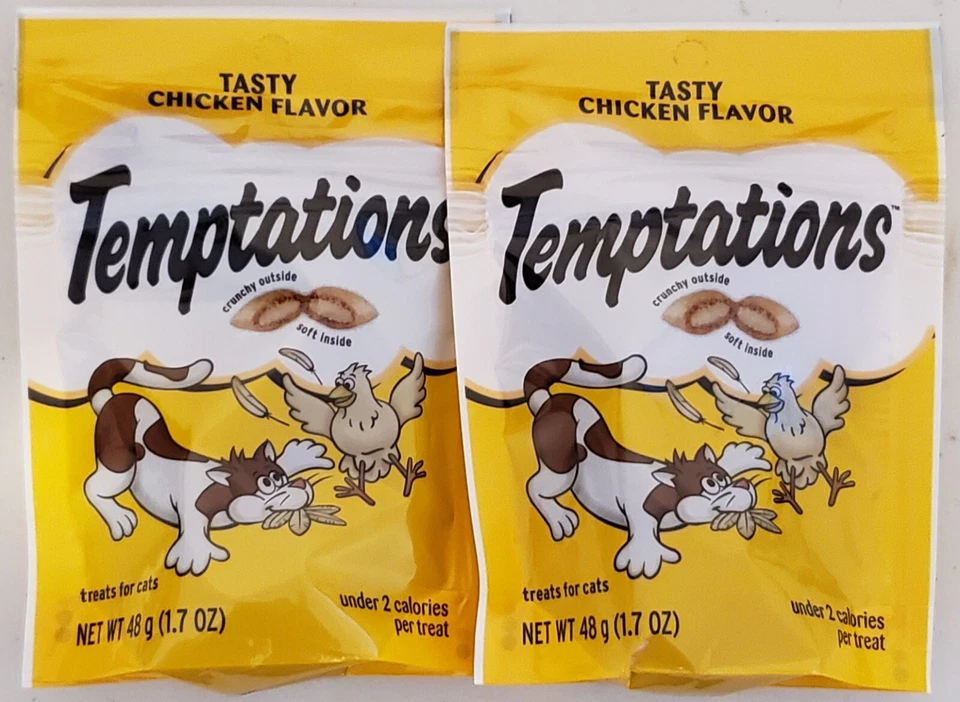 TASTY
CHICKEN FLAVOR
Temptations
crunchy outside
soft inside
treats for cats
NET WT 48 g (1.7 OZ)
under 2 calories
per treat
TASTY
CHICKEN FLAVOR
Temptations™
crunchy outside
soft inside
treats for cats
NET WT 48 g (1.7 OZ)
under 2 calories
per treat